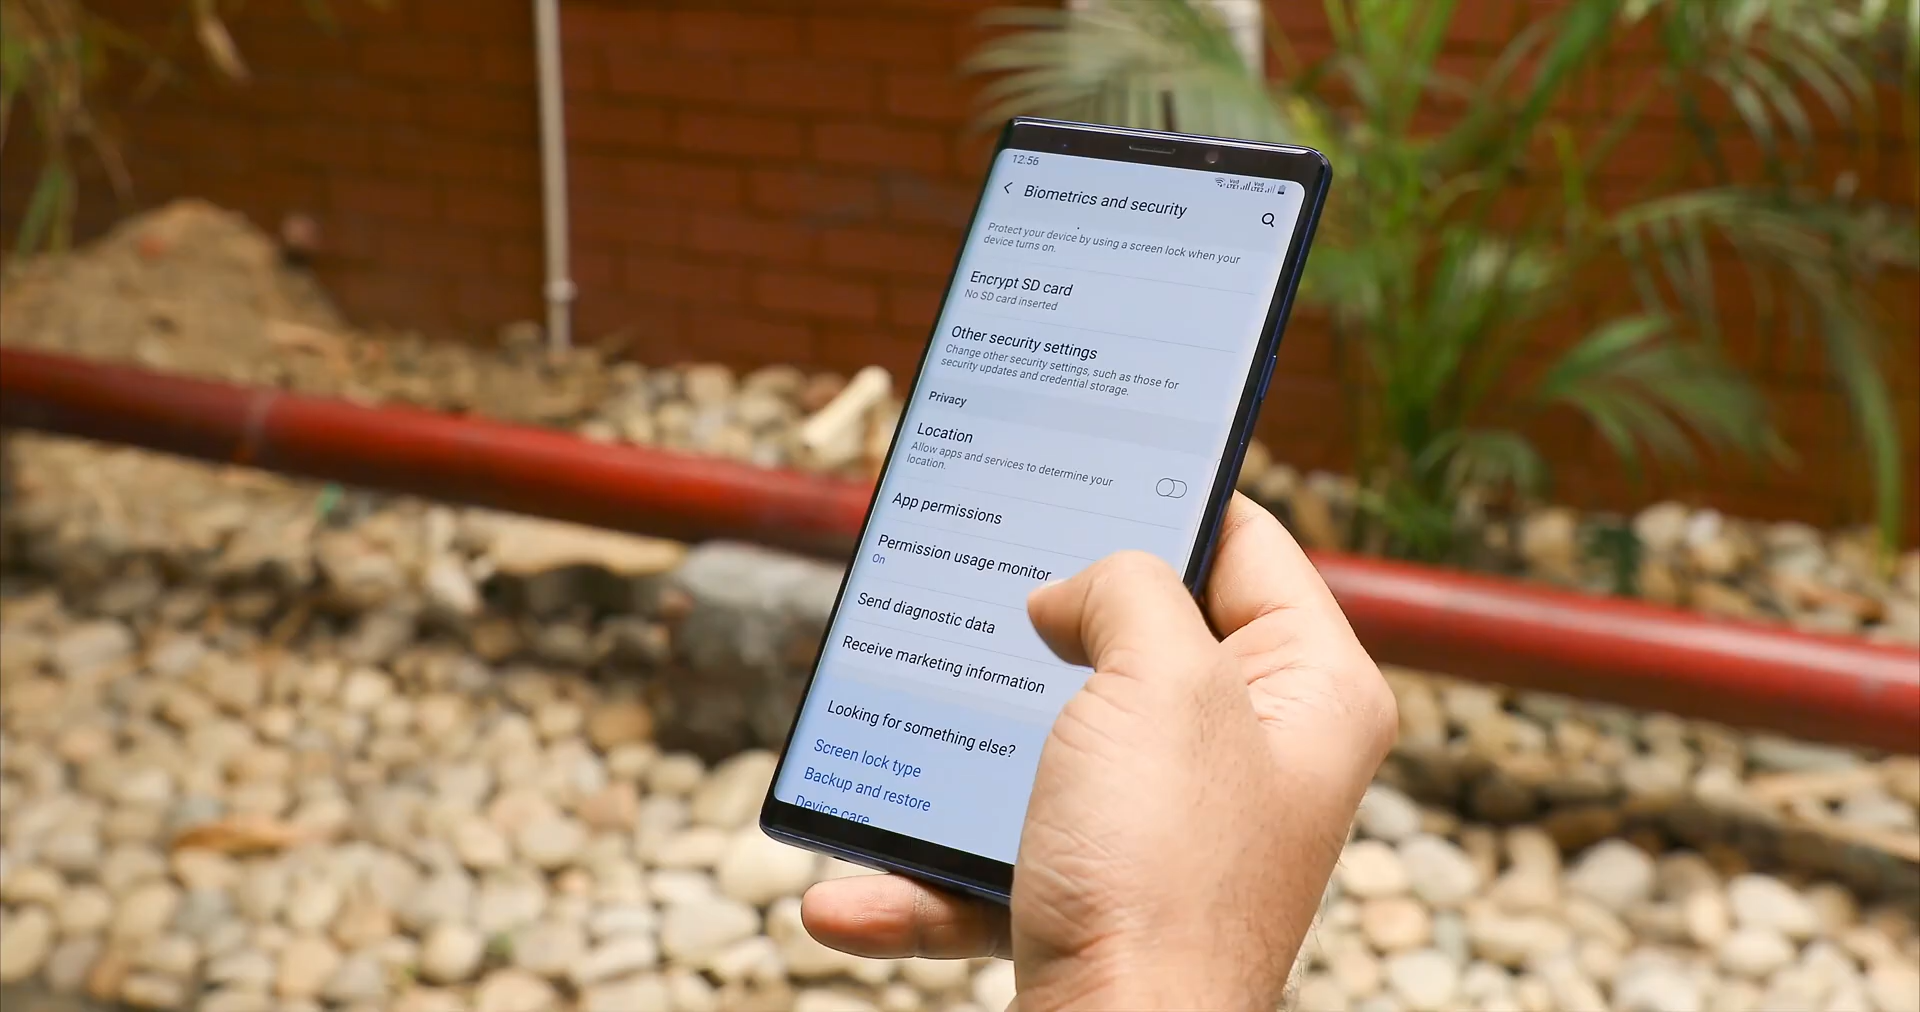 12:56
Biometrics and security
Protect your device by using a screen lock when your
device turns on.
Encrypt SD card
No SD card inserted
Other security settings
Change other security settings, such as those for
security updates and credential storage.
Privacy
Location
Allow apps and services to determine your
location.
App permissions
Permission usage monitor
On
Send diagnostic data
Receive marketing information
Looking for something else?
Screen lock type
Backup and restore
Device care